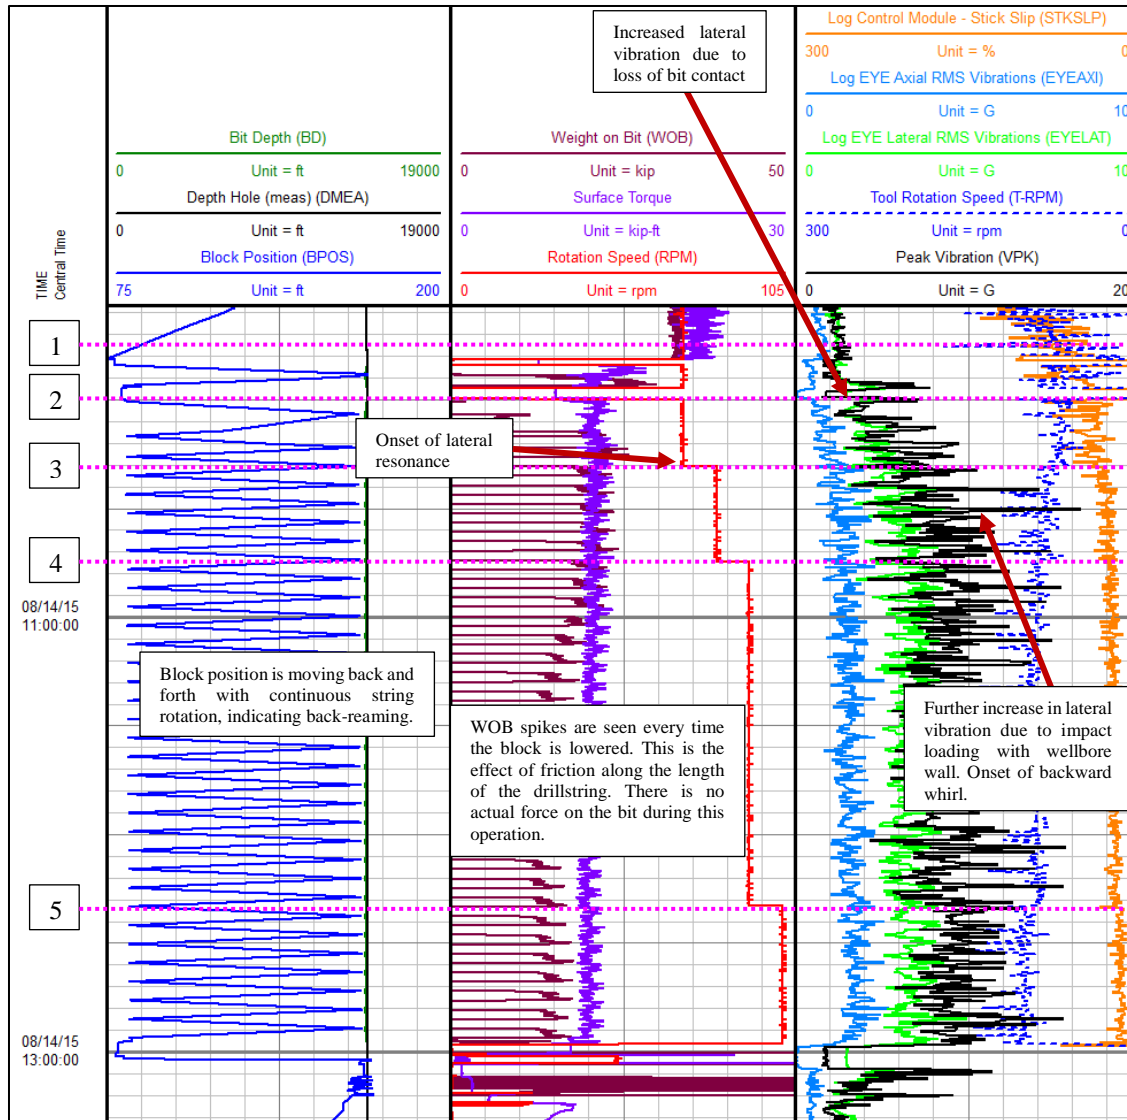 Increased lateral
vibration due to
loss of bit contact
Log Control Module - Stick Slip (STKSLP)
300 Unit = % 0
Log EYE Axial RMS Vibrations (EYEAXI)
0 Unit = G 10
Bit Depth (BD)
0 Unit = ft 19000
Weight on Bit (WOB)
0 Unit = kip 50
Log EYE Lateral RMS Vibrations (EYELAT)
0 Unit = G 10
Depth Hole (meas) (DMEA)
0 Unit = ft 19000
Surface Torque
0 Unit = kip-ft 30
Tool Rotation Speed (T-RPM)
300 Unit = rpm 0
TIME
Central Time
Block Position (BPOS)
75 Unit = ft 200
Rotation Speed (RPM)
0 Unit = rpm 105
Peak Vibration (VPK)
0 Unit = G 20
1
2
Onset of lateral
resonance
3
4
08/14/15
11:00:00
Block position is moving back and
forth with continuous string
rotation, indicating back-reaming.
WOB spikes are seen every time
the block is lowered. This is the
effect of friction along the length
of the drillstring. There is no
actual force on the bit during this
operation.
Further increase in lateral
vibration due to impact
loading with wellbore
wall. Onset of backward
whirl.
5
08/14/15
13:00:00